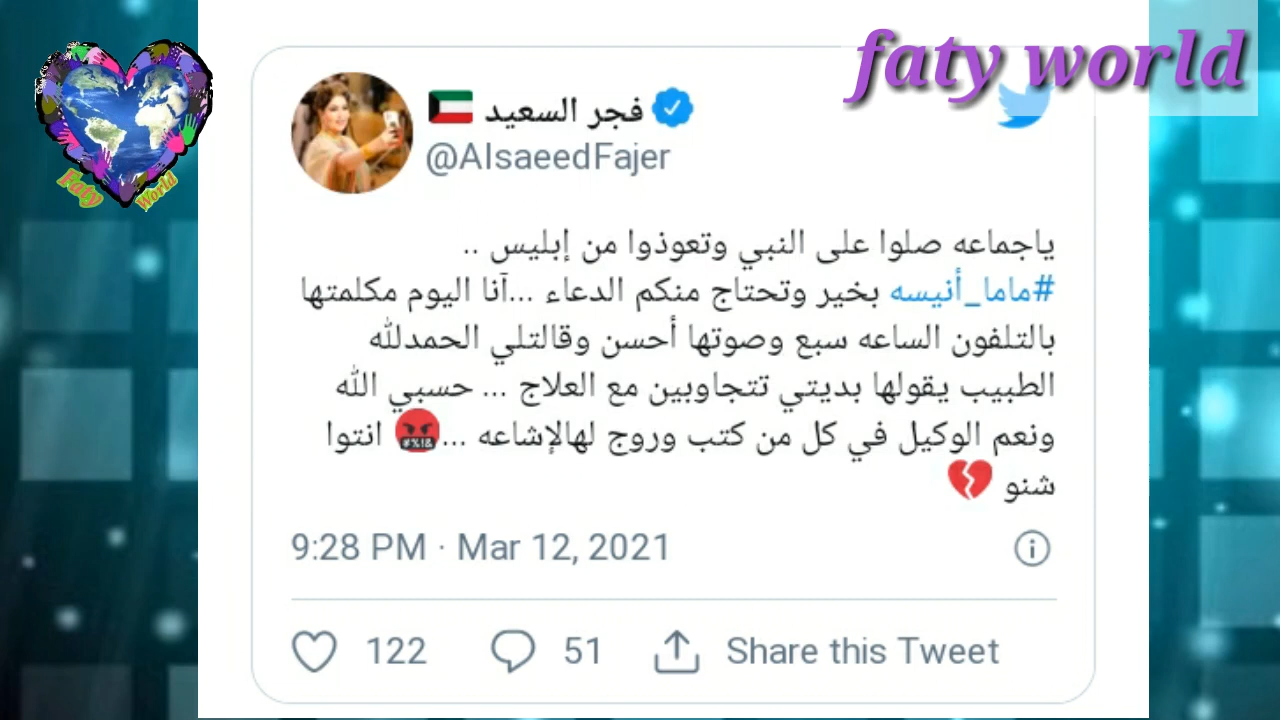 faty world
Faty World
فجر السعيد
@AlsaeedFajer
ياجماعه صلوا على النبي وتعوذوا من إبليس ..
#ماما_أنيسه بخير وتحتاج منكم الدعاء ...آنا اليوم مكلمتها
بالتلفون الساعه سبع وصوتها أحسن وقالتلي الحمدلله
الطبيب يقولها بديتي تتجاوبين مع العلاج ... حسبي الله
ونعم الوكيل في كل من كتب وروج لهالإشاعه ... انتوا
شنو
9:28 PM · Mar 12, 2021
122 51 Share this Tweet